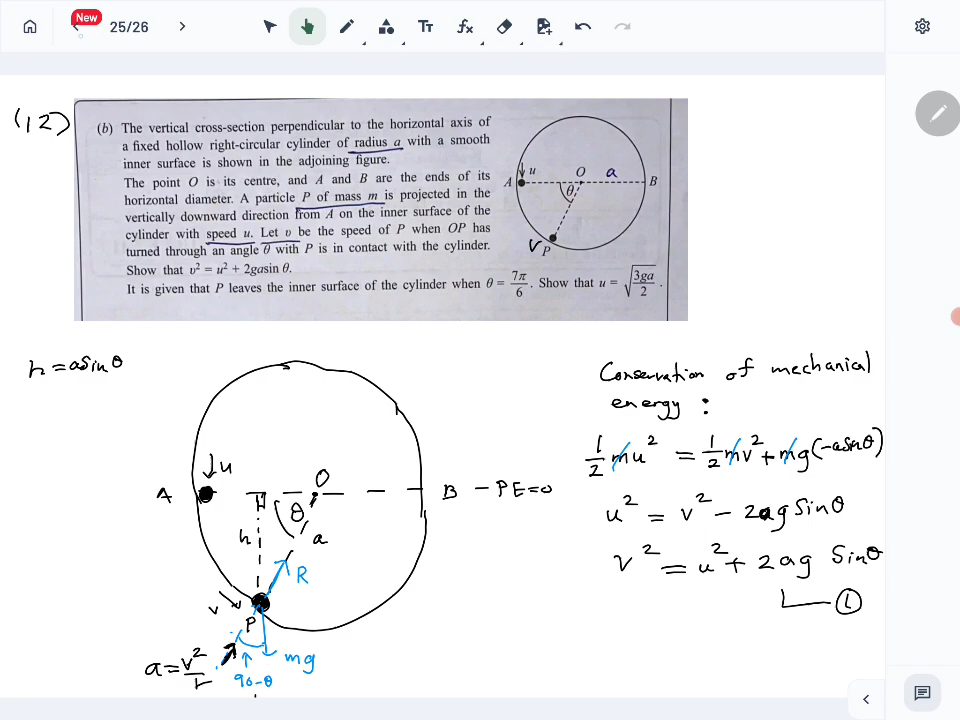 New
25/26
Tт
fx
(12)
(b) The vertical cross-section perpendicular to the horizontal axis of
a fixed hollow right-circular cylinder of radius a with a smooth
inner surface is shown in the adjoining figure.
The point O is its centre, and A and B are the ends of its
horizontal diameter. A particle P of mass m is projected in the
vertically downward direction from A on the inner surface of the
cylinder with speed u. Let υ be the speed of P when OP has
turned through an angle θ with P is in contact with the cylinder.
Show that υ² = u² + 2ga sin θ.
It is given that P leaves the inner surface of the cylinder when θ = 7π/6. Show that u = √(3ga/2).
u
O
a
A
B
θ
V P
h = a sin θ
Conservation of mechanical
energy :
1/2 mu² = 1/2 mv² + mg(-a sin θ)
u² = v² - 2ag Sin θ
v² = u² + 2ag Sin θ
①
u
O
A
B - PE=0
θ
h
a
R
v
P
mg
a = v²/r
90-θ